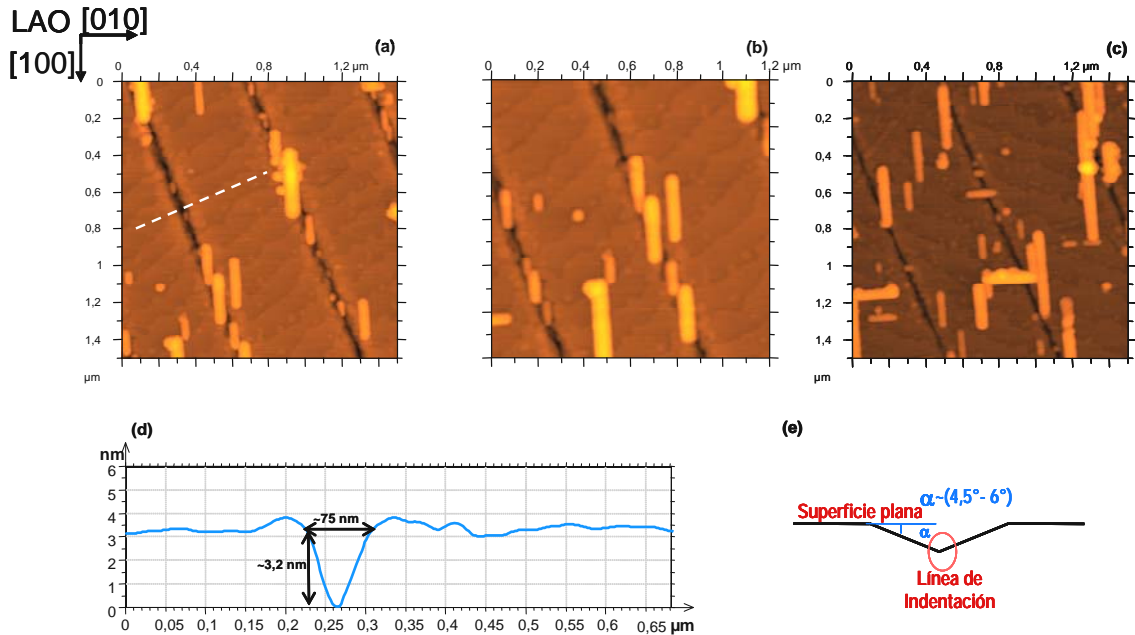 LAO [010]
[100]
(a)
0 0,4 0,8 1,2 µm
0
0,2
0,4
0,6
0,8
1
1,2
1,4
µm
(b)
0 0,2 0,4 0,6 0,8 1 1,2 µm
(c)
0 0,4 0,8 1,2 µm
0
0,2
0,4
0,6
0,8
1
1,2
1,4
µm
(d)
nm
6
5
4
3
2
1
0
~75 nm
~3,2 nm
0 0,05 0,1 0,15 0,2 0,25 0,3 0,35 0,4 0,45 0,5 0,55 0,6 0,65 µm
(e)
α~(4,5°- 6°)
Superficie plana
α
Línea de
Indentación